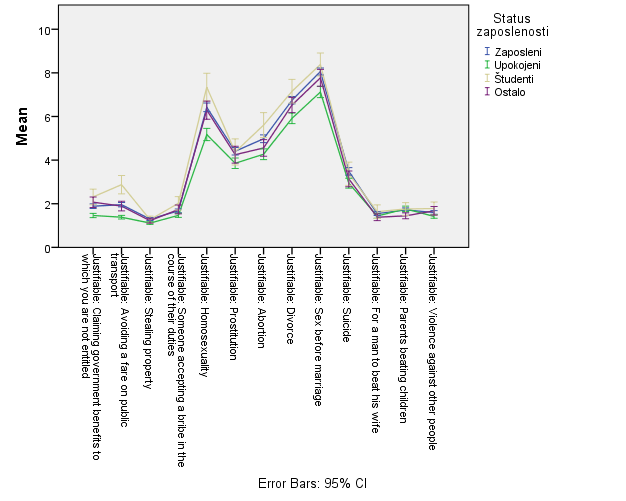 Status
zaposlenosti
Zaposleni
Upokojeni
Študenti
Ostalo
Mean
10
8
6
4
2
0
Justifiable: Claiming government benefits to
which you are not entitled
Justifiable: Avoiding a fare on public
transport
Justifiable: Stealing property
Justifiable: Someone accepting a bribe in the
course of their duties
Justifiable: Homosexuality
Justifiable: Prostitution
Justifiable: Abortion
Justifiable: Divorce
Justifiable: Sex before marriage
Justifiable: Suicide
Justifiable: For a man to beat his wife
Justifiable: Parents beating children
Justifiable: Violence against other people
Error Bars: 95% CI